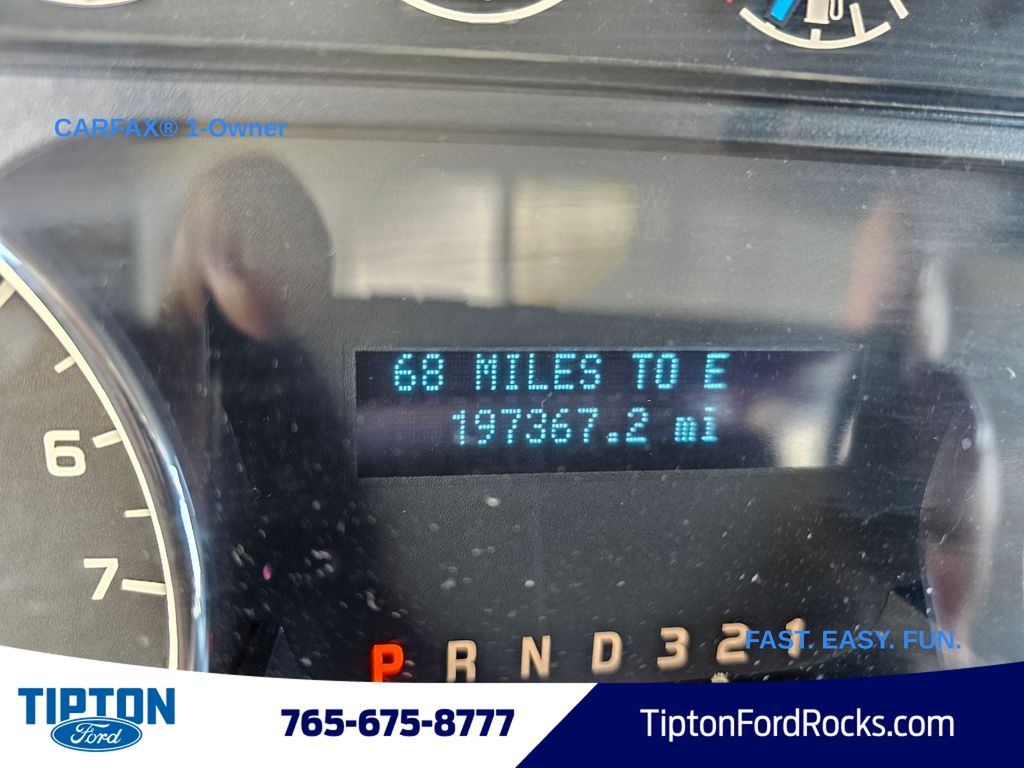 CARFAX® 1-Owner
68 MILES TO E
197367.2 mi
6
7
P R N D 3 2 1
FAST. EASY. FUN.
TIPTON
Ford
765-675-8777
TiptonFordRocks.com